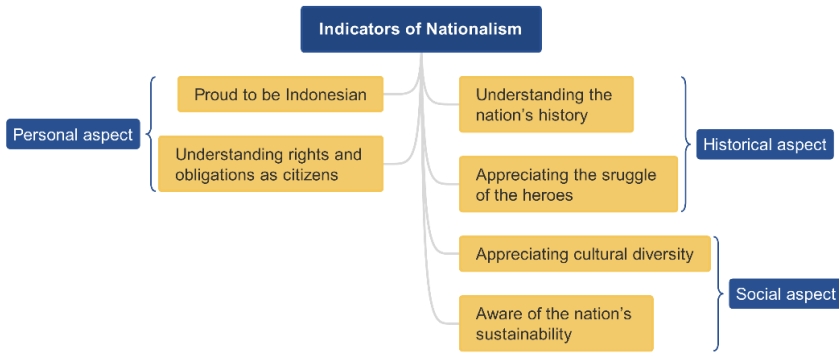 Indicators of Nationalism
Personal aspect
Proud to be Indonesian
Understanding rights and
obligations as citizens
Understanding the
nation's history
Appreciating the sruggle
of the heroes
Historical aspect
Appreciating cultural diversity
Aware of the nation's
sustainability
Social aspect